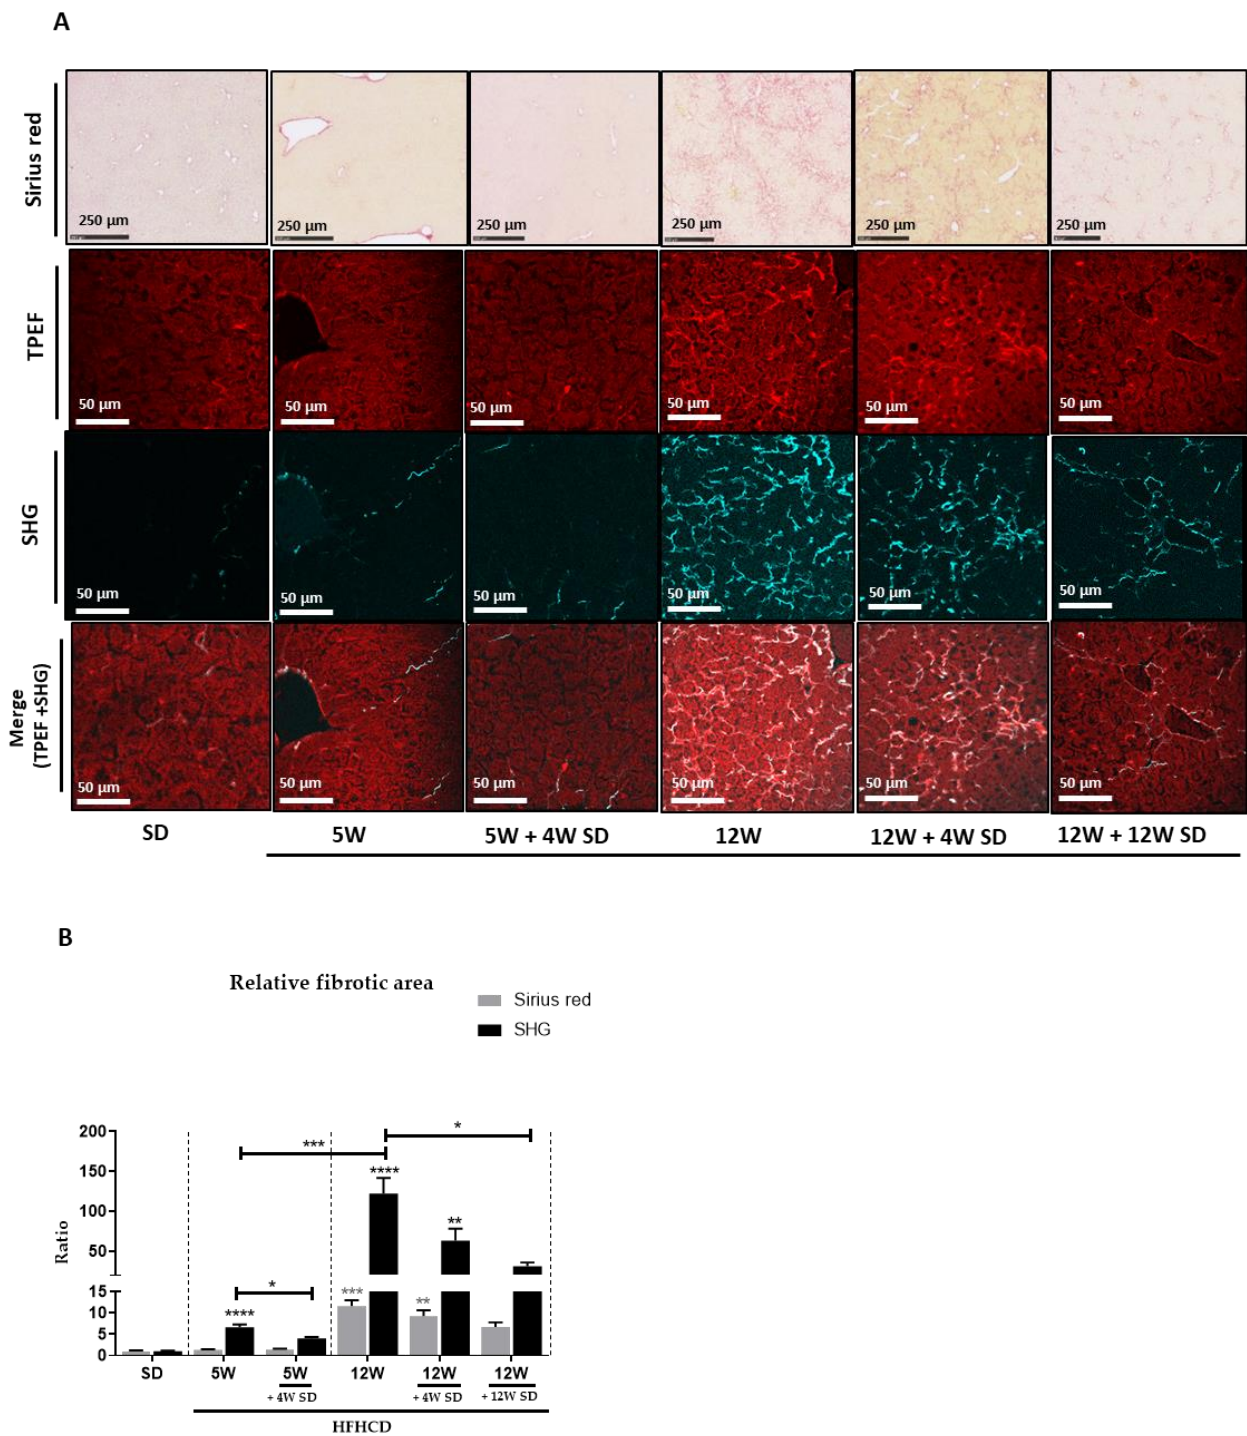 A
Sirius red
250 µm 250 µm 250 µm 250 µm 250 µm 250 µm
TPEF
50 µm 50 µm 50 µm 50 µm 50 µm 50 µm
SHG
50 µm 50 µm 50 µm 50 µm 50 µm 50 µm
Merge
(TPEF +SHG)
50 µm 50 µm 50 µm 50 µm 50 µm 50 µm
SD 5W 5W + 4W SD 12W 12W + 4W SD 12W + 12W SD
B
Relative fibrotic area
Sirius red
SHG
Ratio
200
150
100
50
15
10
5
0
*
***
****
**
*
****
***
**
SD 5W 5W 12W 12W 12W
+ 4W SD + 4W SD + 12W SD
HFHCD